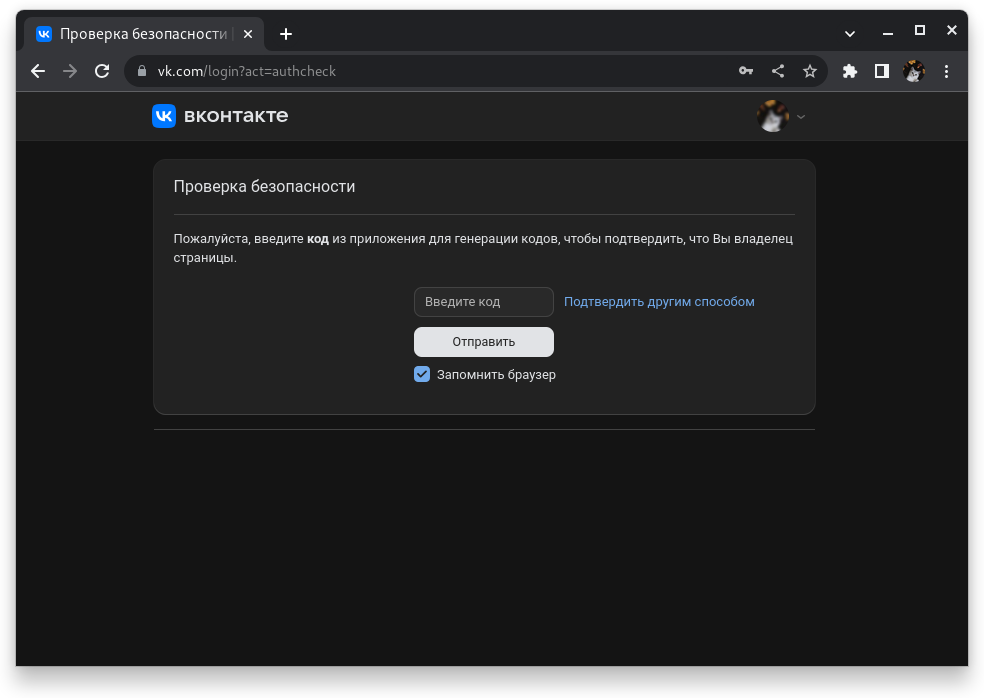 Проверка безопасности
vk.com/login?act=authcheck
вконтакте
Проверка безопасности
Пожалуйста, введите код из приложения для генерации кодов, чтобы подтвердить, что Вы владелец
страницы.
Введите код Подтвердить другим способом
Отправить
Запомнить браузер